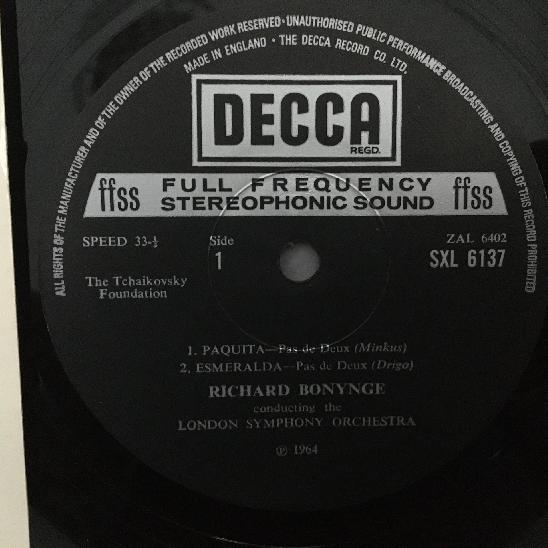 ALL RIGHTS OF THE MANUFACTURER AND OF THE OWNER OF THE RECORDED WORK RESERVED · UNAUTHORISED PUBLIC PERFORMANCE BROADCASTING AND COPYING OF THIS RECORD PROHIBITED
MADE IN ENGLAND · THE DECCA RECORD CO. LTD.
DECCA
REGD.
ffss FULL FREQUENCY STEREOPHONIC SOUND ffss
SPEED 33-⅓ Side 1 ZAL 6402
SXL 6137
The Tchaikovsky
Foundation
1. PAQUITA—Pas de Deux (Minkus)
2. ESMERALDA—Pas de Deux (Drigo)
RICHARD BONYNGE
conducting the
LONDON SYMPHONY ORCHESTRA
℗ 1964